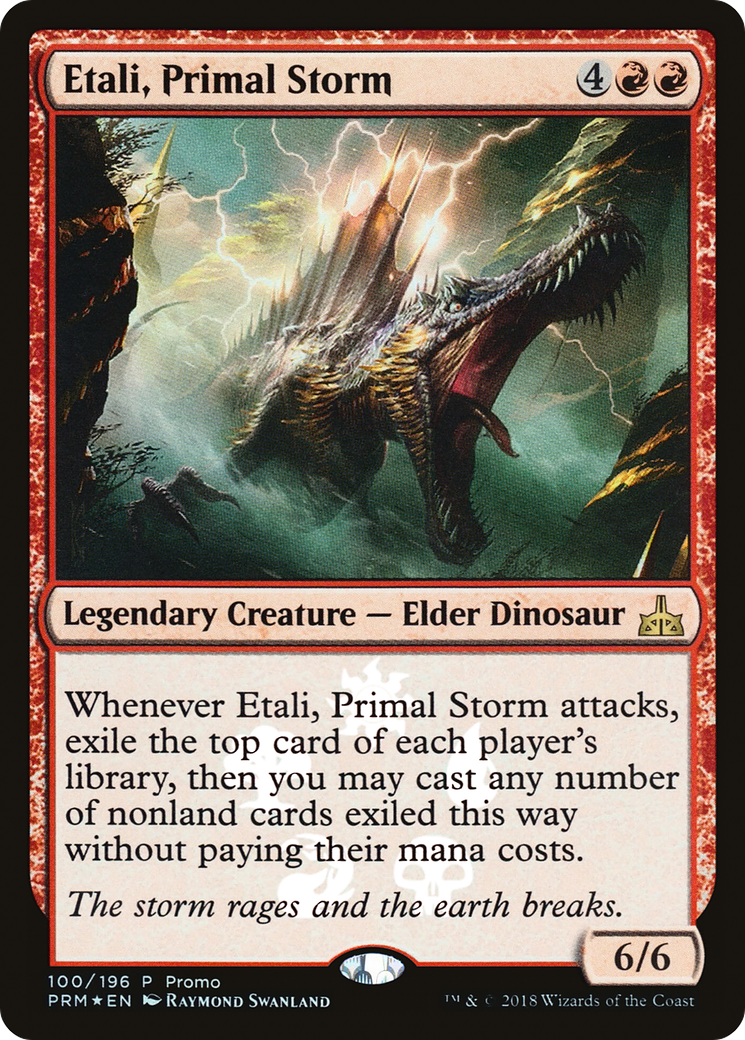 Etali, Primal Storm 4
Legendary Creature — Elder Dinosaur
Whenever Etali, Primal Storm attacks,
exile the top card of each player's
library, then you may cast any number
of nonland cards exiled this way
without paying their mana costs.
The storm rages and the earth breaks.
6/6
100/196 P Promo
PRM★EN Raymond Swanland
™ & © 2018 Wizards of the Coast